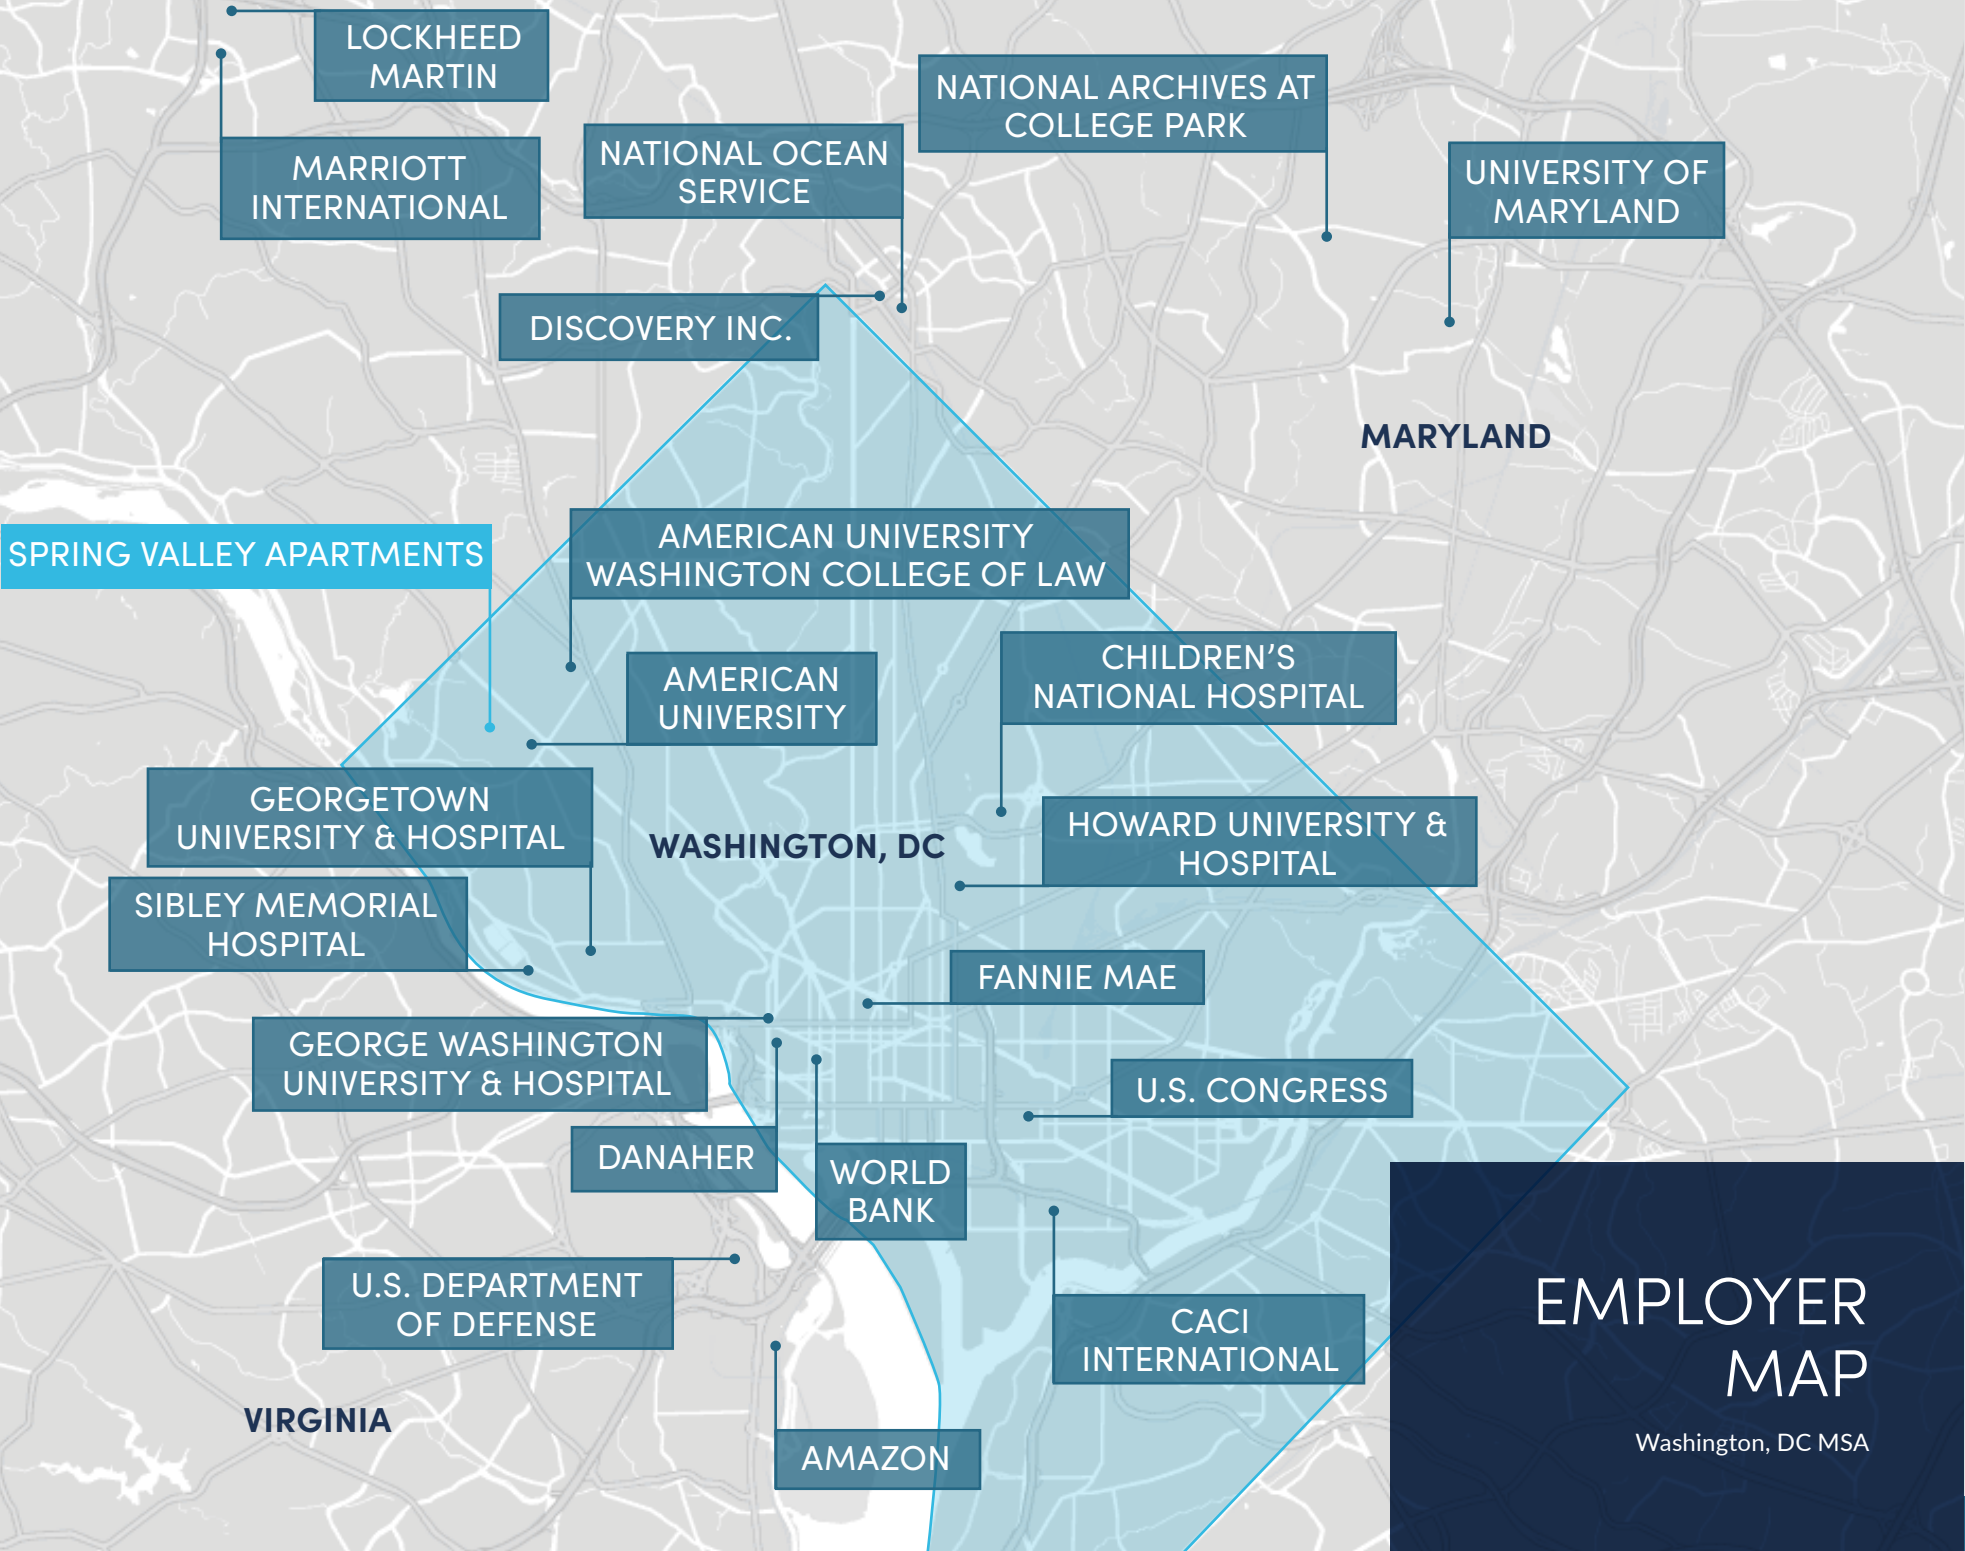 LOCKHEED
MARTIN
MARRIOTT
INTERNATIONAL
NATIONAL OCEAN
SERVICE
NATIONAL ARCHIVES AT
COLLEGE PARK
UNIVERSITY OF
MARYLAND
DISCOVERY INC.
MARYLAND
SPRING VALLEY APARTMENTS
AMERICAN UNIVERSITY
WASHINGTON COLLEGE OF LAW
AMERICAN
UNIVERSITY
CHILDREN'S
NATIONAL HOSPITAL
GEORGETOWN
UNIVERSITY & HOSPITAL
WASHINGTON, DC
HOWARD UNIVERSITY &
HOSPITAL
SIBLEY MEMORIAL
HOSPITAL
FANNIE MAE
GEORGE WASHINGTON
UNIVERSITY & HOSPITAL
U.S. CONGRESS
DANAHER
WORLD
BANK
U.S. DEPARTMENT
OF DEFENSE
CACI
INTERNATIONAL
VIRGINIA
AMAZON
EMPLOYER
MAP
Washington, DC MSA